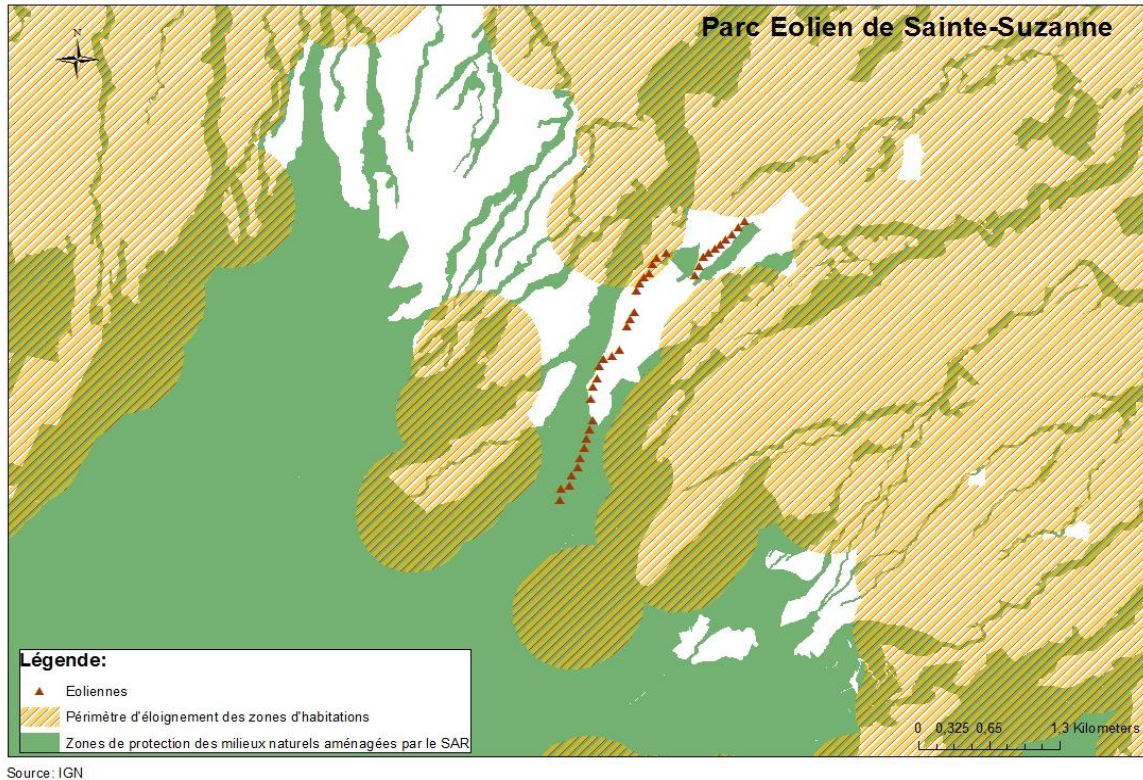 Parc Eolien de Sainte-Suzanne
N
Légende:
Eoliennes
Périmètre d'éloignement des zones d'habitations
Zones de protection des milieux naturels aménagées par le SAR
0 0,325 0,65 1,3 Kilometers
Source: IGN